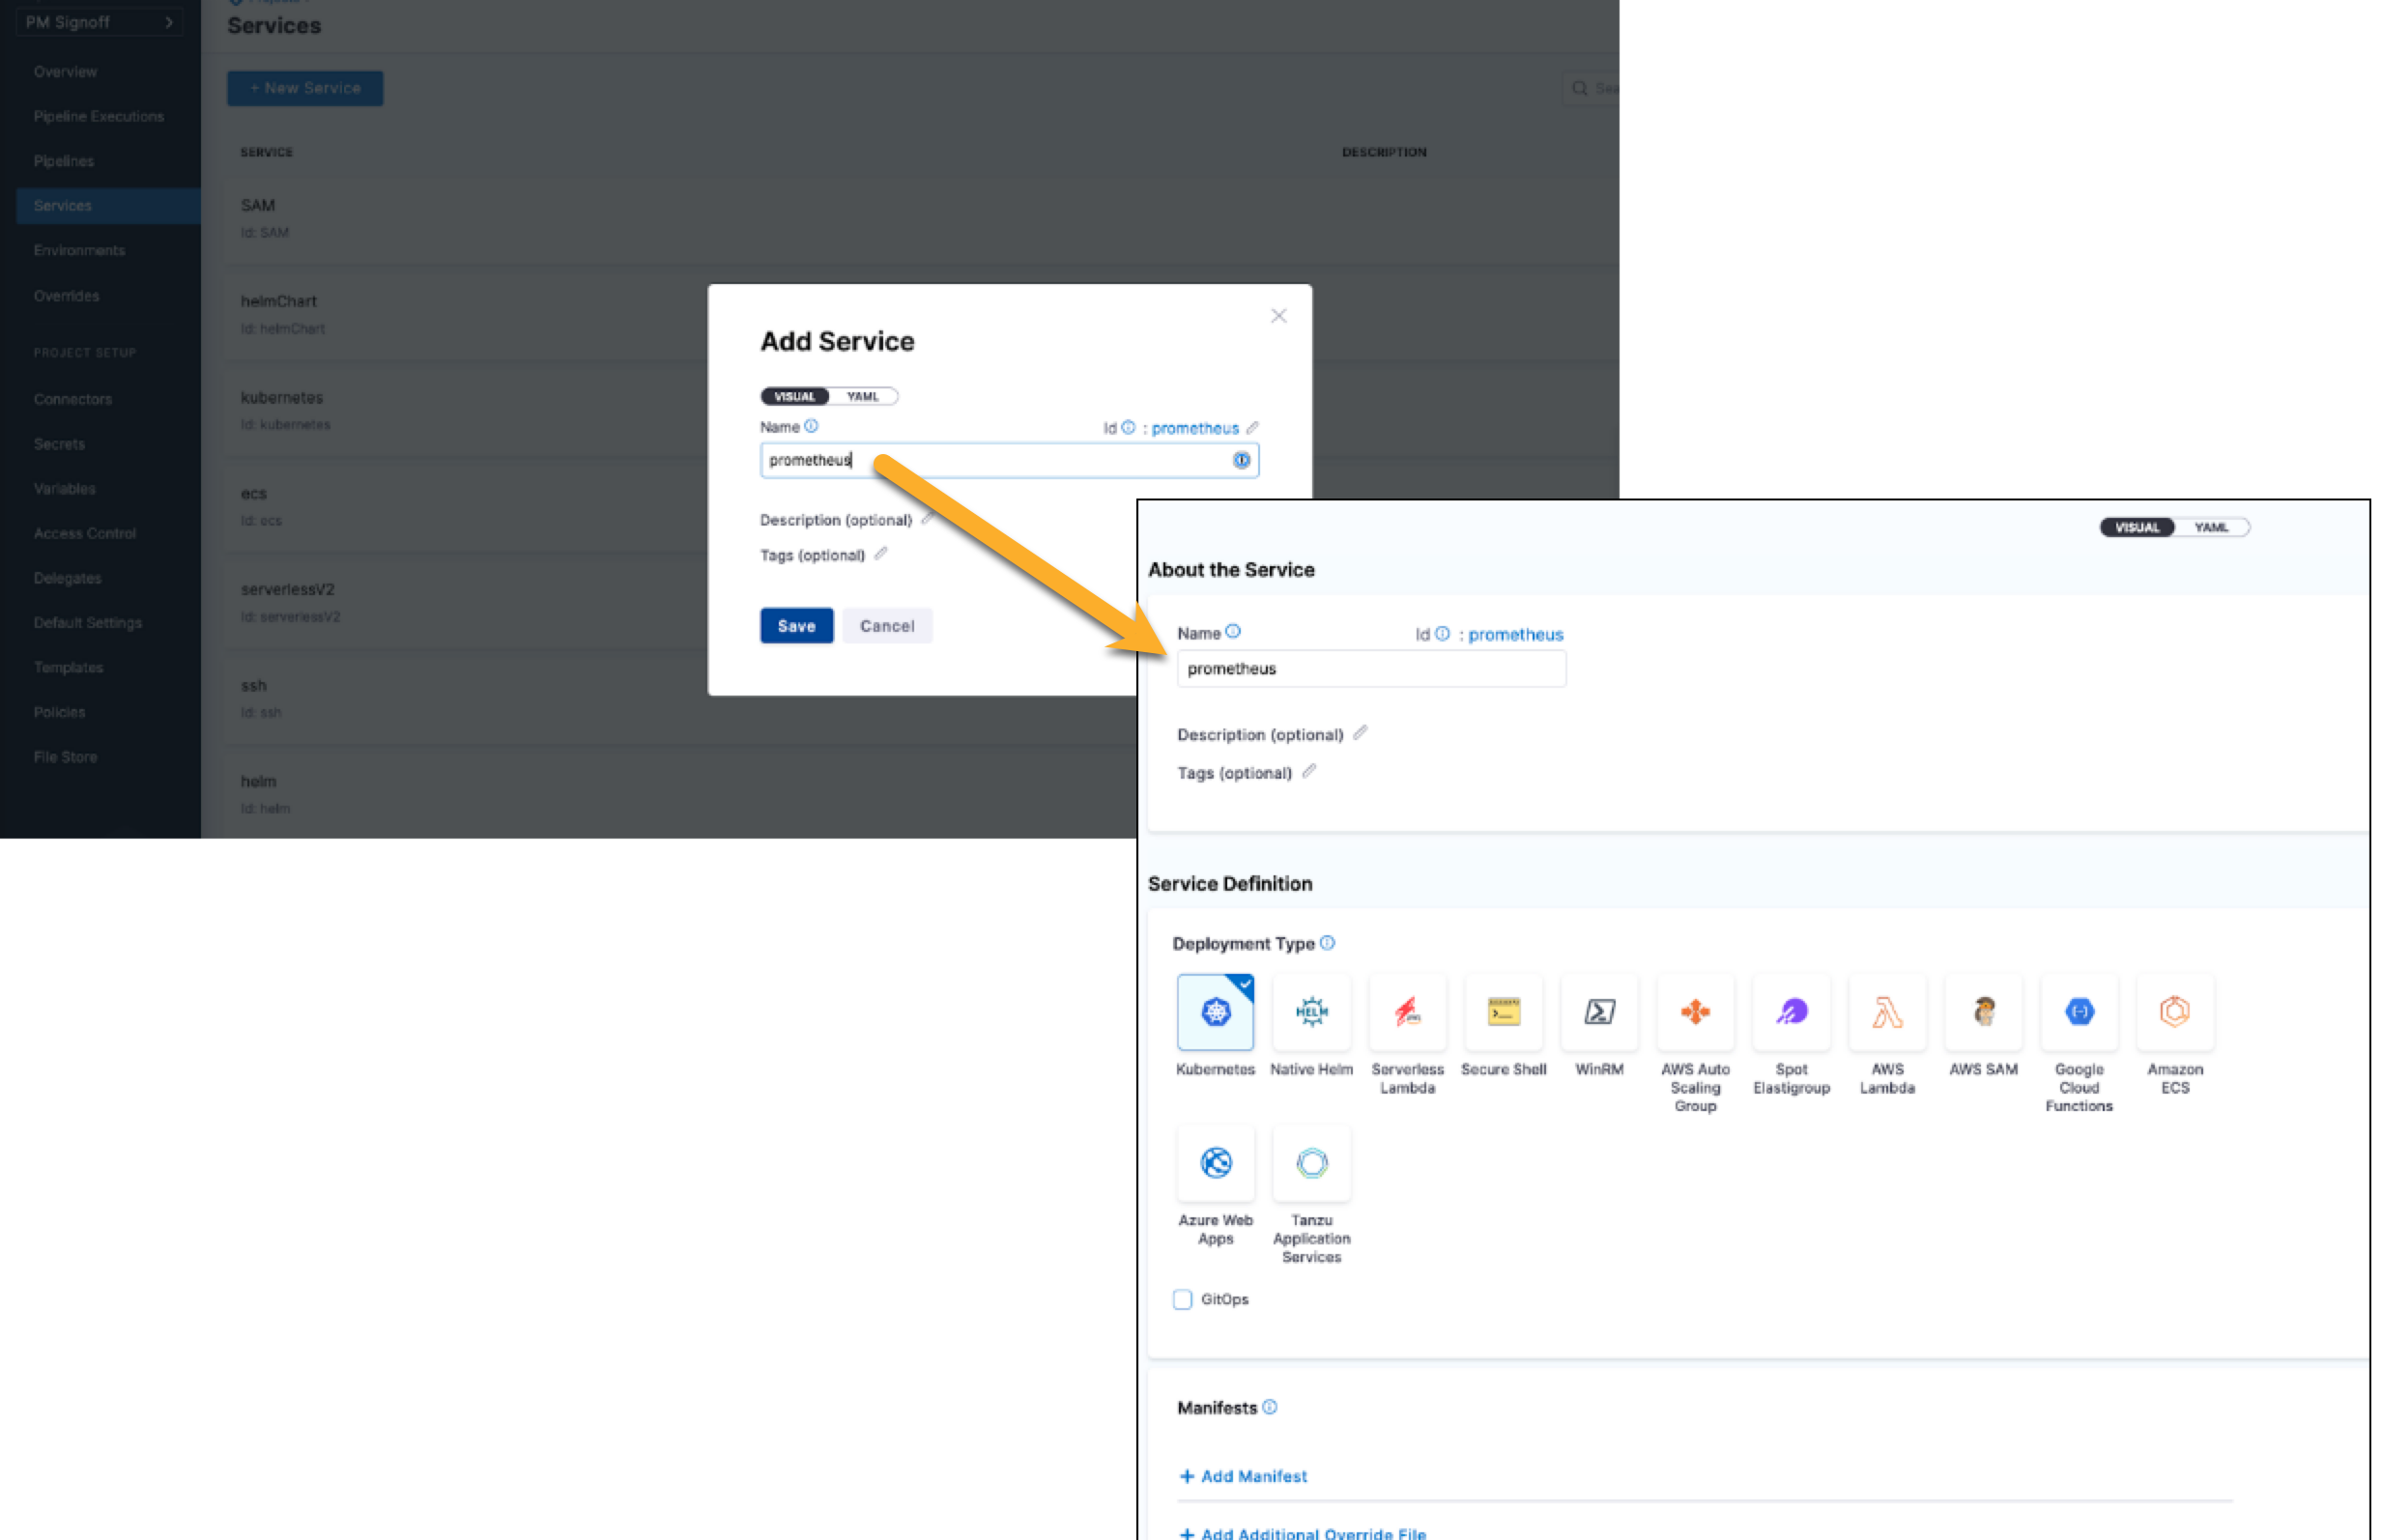 PM Signoff
Overview
Pipeline Executions
Pipelines
Services
Environments
Overrides
PROJECT SETUP
Connectors
Secrets
Variables
Access Control
Delegates
Default Settings
Templates
Policies
File Store
Services
+ New Service
SERVICE
DESCRIPTION
SAM
Id: SAM
helmChart
Id: helmChart
kubernetes
Id: kubernetes
ecs
Id: ecs
serverlessV2
Id: serverlessV2
ssh
Id: ssh
helm
Id: helm
Add Service
VISUAL YAML
Name Id : prometheus
prometheus
Description (optional)
Tags (optional)
Save Cancel
VISUAL YAML
About the Service
Name Id : prometheus
prometheus
Description (optional)
Tags (optional)
Service Definition
Deployment Type
HELM
Kubernetes
Native Helm
Serverless
Lambda
Secure Shell
WinRM
AWS Auto
Scaling
Group
Spot
Elastigroup
AWS
Lambda
AWS SAM
Google
Cloud
Functions
Amazon
ECS
Azure Web
Apps
Tanzu
Application
Services
GitOps
Manifests
+ Add Manifest
+ Add Additional Override File